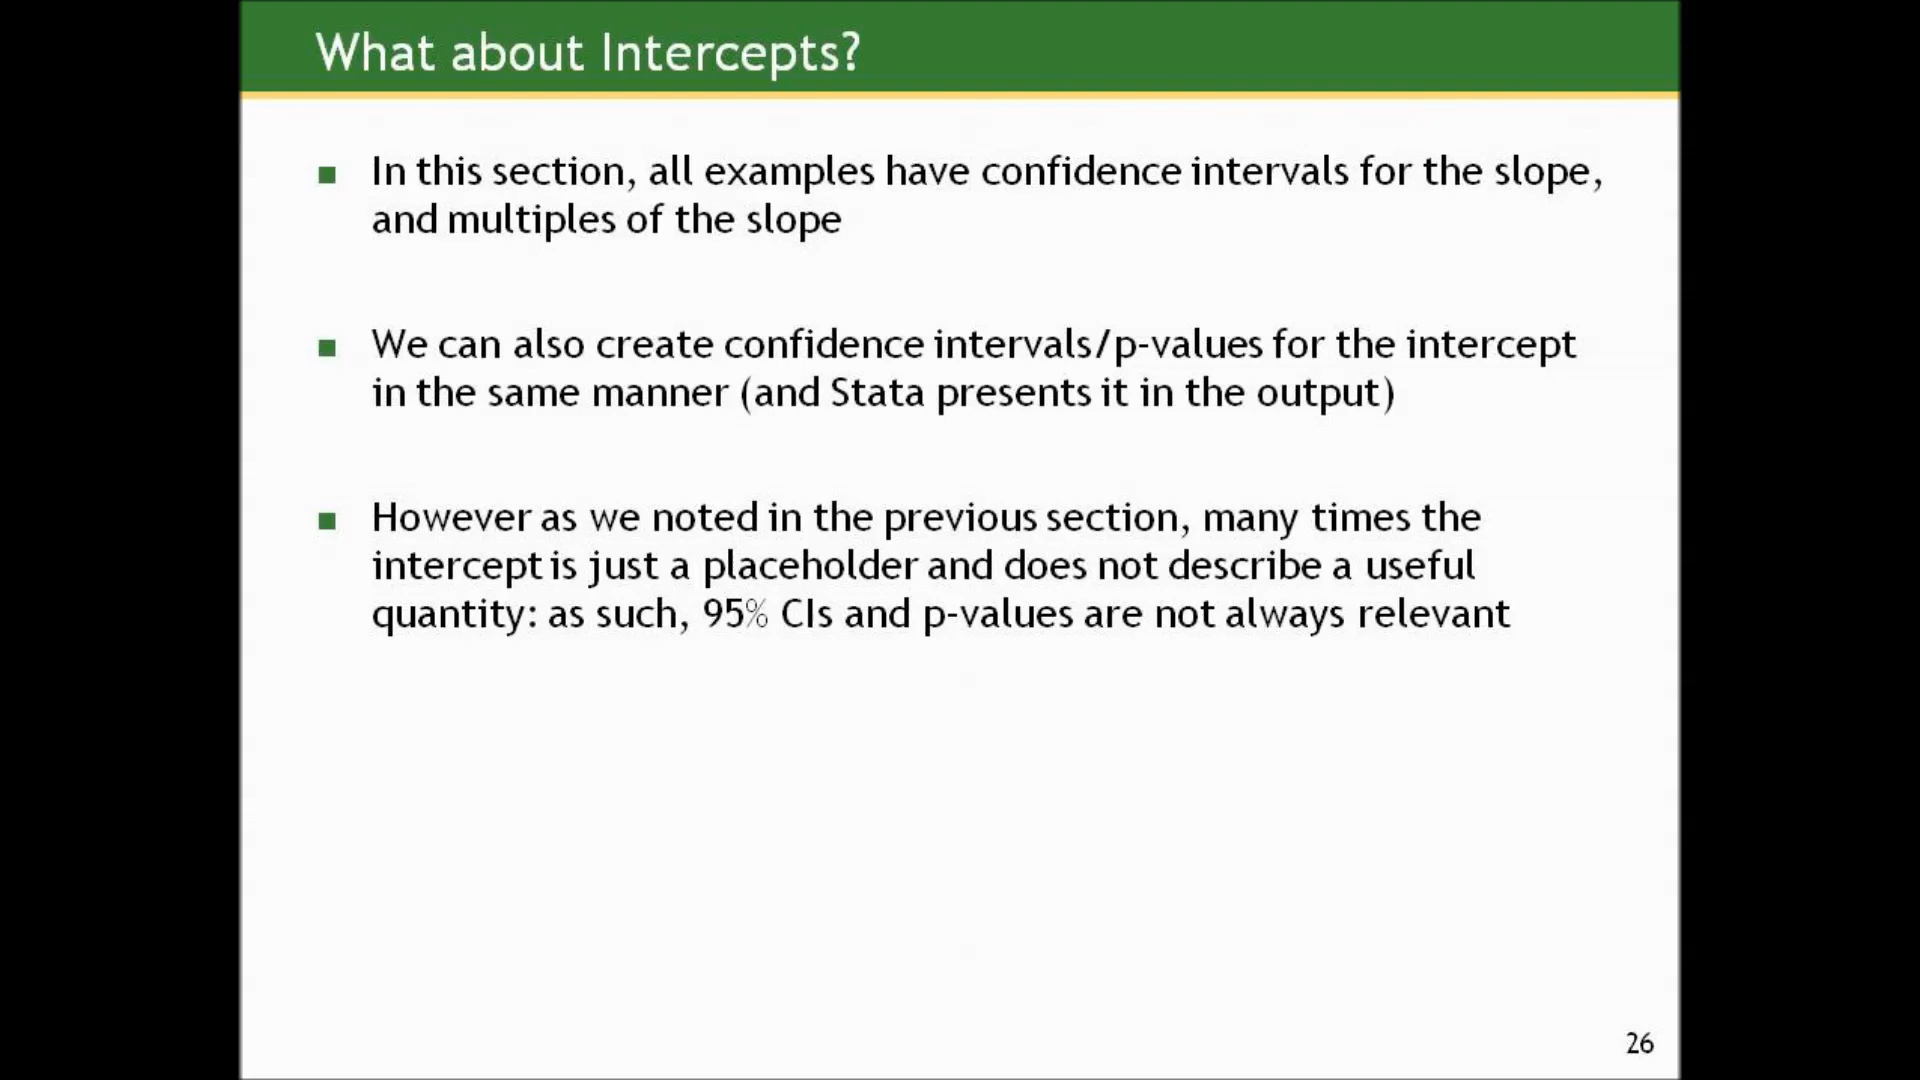 What about Intercepts?
In this section, all examples have confidence intervals for the slope,
and multiples of the slope
We can also create confidence intervals/p-values for the intercept
in the same manner (and Stata presents it in the output)
However as we noted in the previous section, many times the
intercept is just a placeholder and does not describe a useful
quantity: as such, 95% CIs and p-values are not always relevant
26